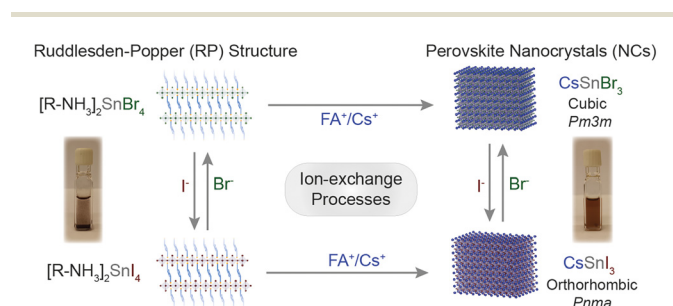 Ruddlesden-Popper (RP) Structure
Perovskite Nanocrystals (NCs)
[R-NH₃]₂SnBr₄
FA⁺/Cs⁺
CsSnBr₃
Cubic
Pm3m
I⁻
Br⁻
Ion-exchange
Processes
I⁻
Br⁻
[R-NH₃]₂SnI₄
FA⁺/Cs⁺
CsSnI₃
Orthorhombic
Pnma